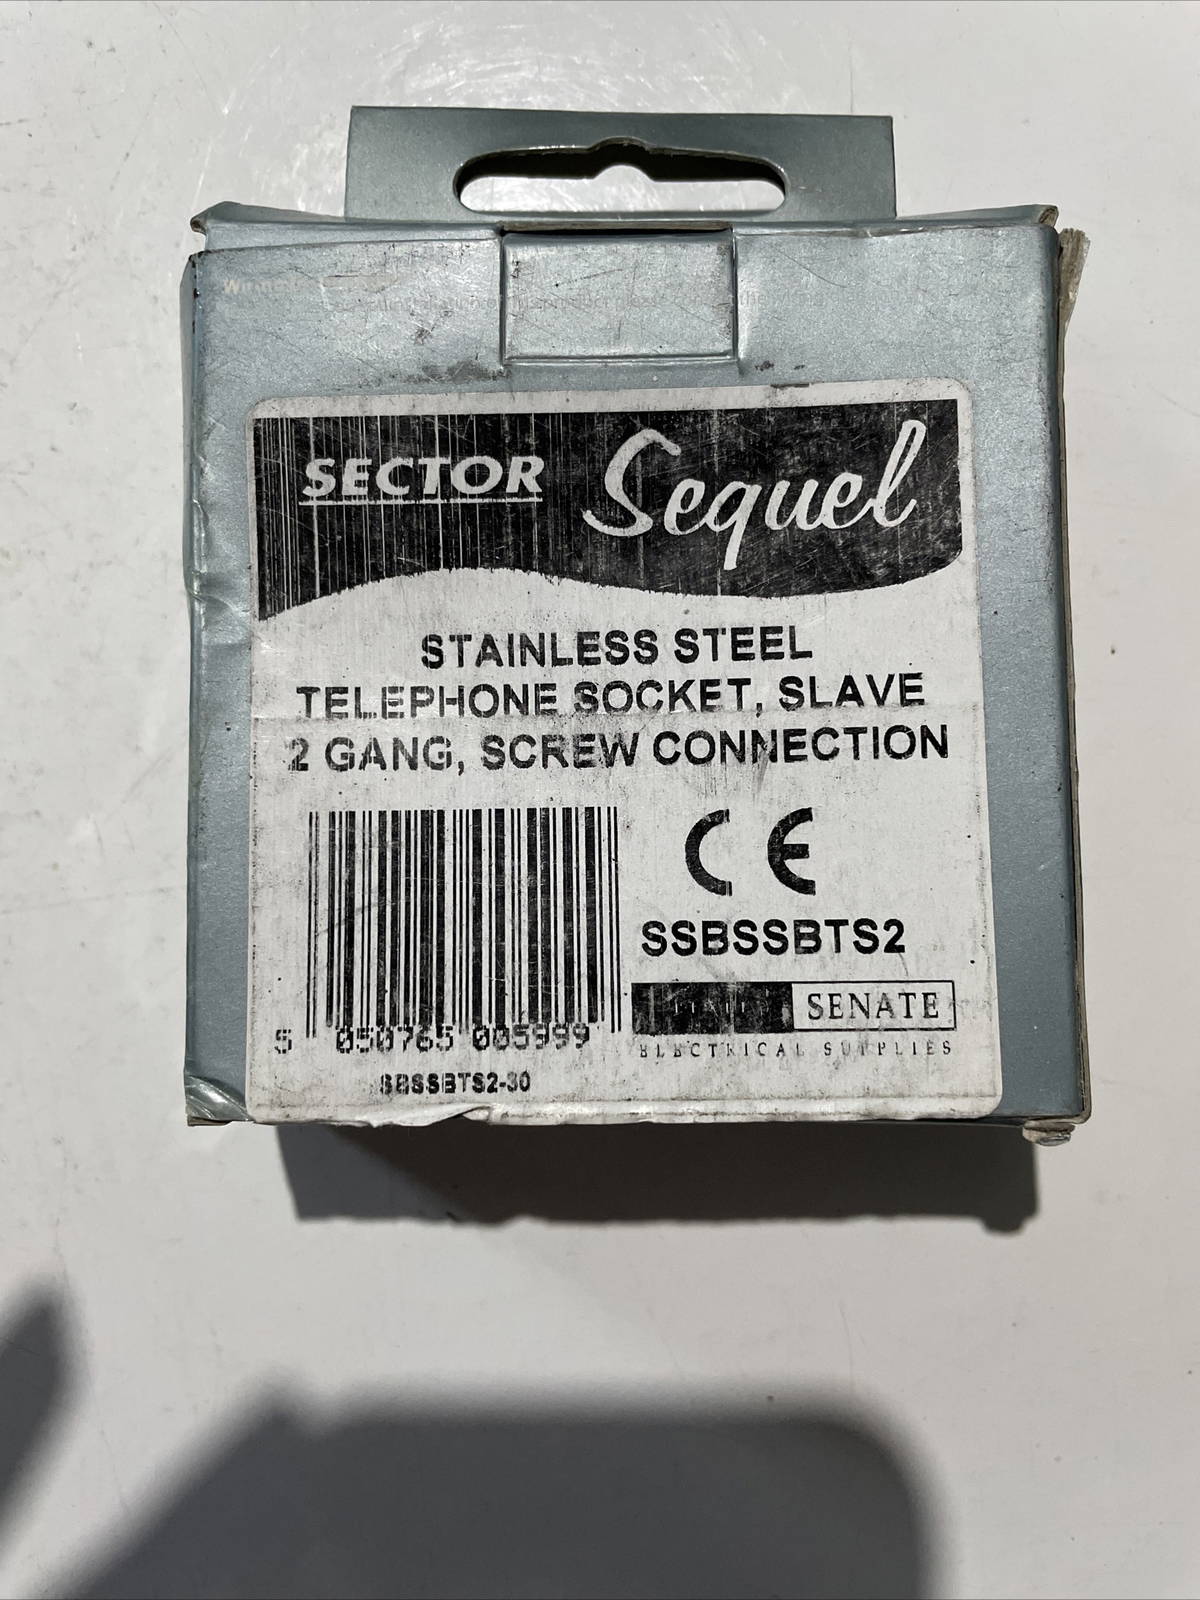 SECTOR Sequel
STAINLESS STEEL
TELEPHONE SOCKET, SLAVE
2 GANG, SCREW CONNECTION
CE
SSBSSBTS2
SENATE
ELECTRICAL SUPPLIES
5 050765 005999
SBSSBTS2-30